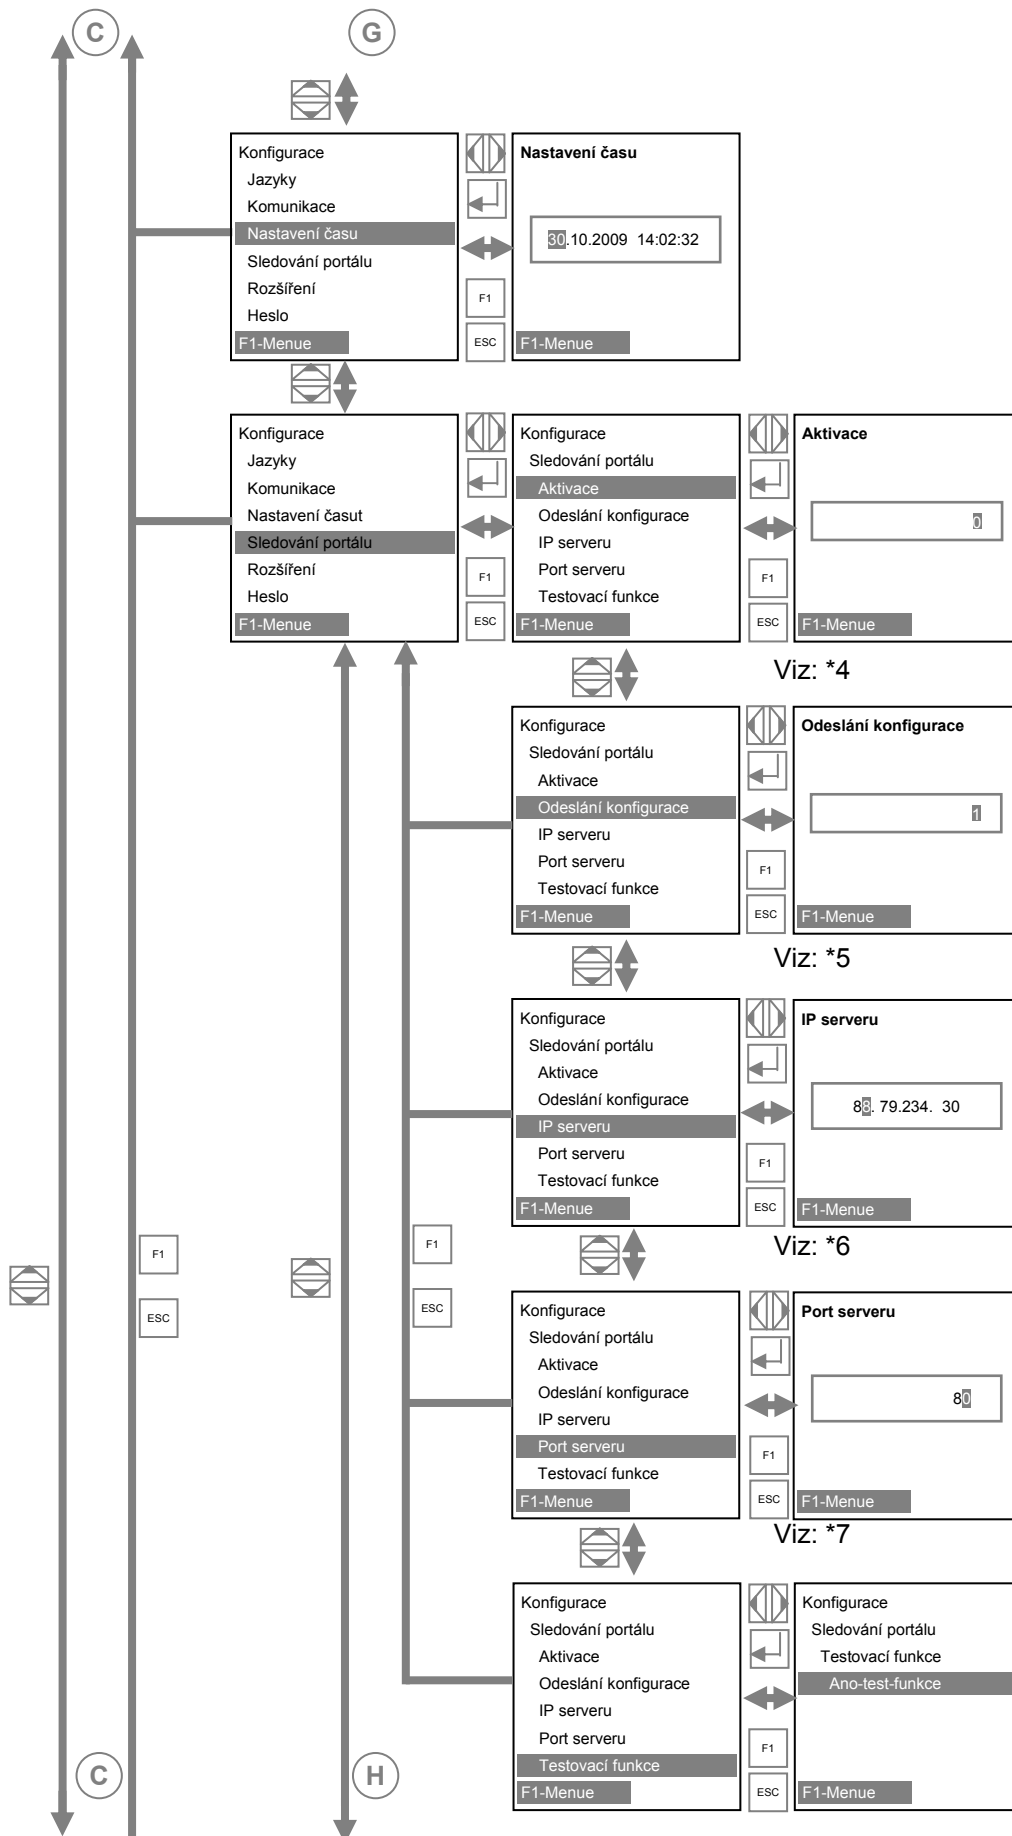 C
G
Konfigurace
Jazyky
Komunikace
Nastavení času
Sledování portálu
Rozšíření
Heslo
F1-Menue
F1
ESC
Nastavení času
30.10.2009 14:02:32
F1-Menue
Konfigurace
Jazyky
Komunikace
Nastavení časut
Sledování portálu
Rozšíření
Heslo
F1-Menue
F1
ESC
Konfigurace
Sledování portálu
Aktivace
Odeslání konfigurace
IP serveru
Port serveru
Testovací funkce
F1-Menue
F1
ESC
Aktivace
0
F1-Menue
Viz: *4
Konfigurace
Sledování portálu
Aktivace
Odeslání konfigurace
IP serveru
Port serveru
Testovací funkce
F1-Menue
F1
ESC
Odeslání konfigurace
1
F1-Menue
Viz: *5
Konfigurace
Sledování portálu
Aktivace
Odeslání konfigurace
IP serveru
Port serveru
Testovací funkce
F1-Menue
F1
ESC
IP serveru
88. 79.234. 30
F1-Menue
Viz: *6
F1
ESC
F1
ESC
Konfigurace
Sledování portálu
Aktivace
Odeslání konfigurace
IP serveru
Port serveru
Testovací funkce
F1-Menue
F1
ESC
Port serveru
80
F1-Menue
Viz: *7
Konfigurace
Sledování portálu
Aktivace
Odeslání konfigurace
IP serveru
Port serveru
Testovací funkce
F1-Menue
F1
ESC
Konfigurace
Sledování portálu
Testovací funkce
Ano-test-funkce
F1-Menue
C
H